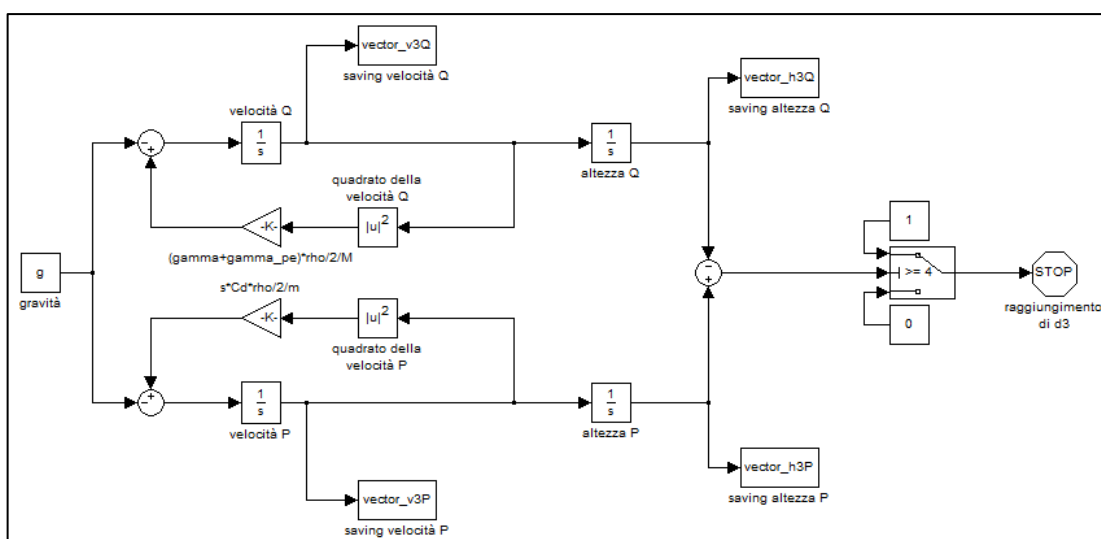 vector_v3Q
saving velocità Q
vector_h3Q
saving altezza Q
velocità Q
1
s
1
s
altezza Q
quadrato della
velocità Q
-K-
|u|2
(gamma+gamma_pe)*rho/2/M
g
gravità
1
>= 4
0
STOP
raggiungimento
di d3
s*Cd*rho/2/m
-K-
|u|2
quadrato della
velocità P
1
s
velocità P
1
s
altezza P
vector_h3P
saving altezza P
vector_v3P
saving velocità P